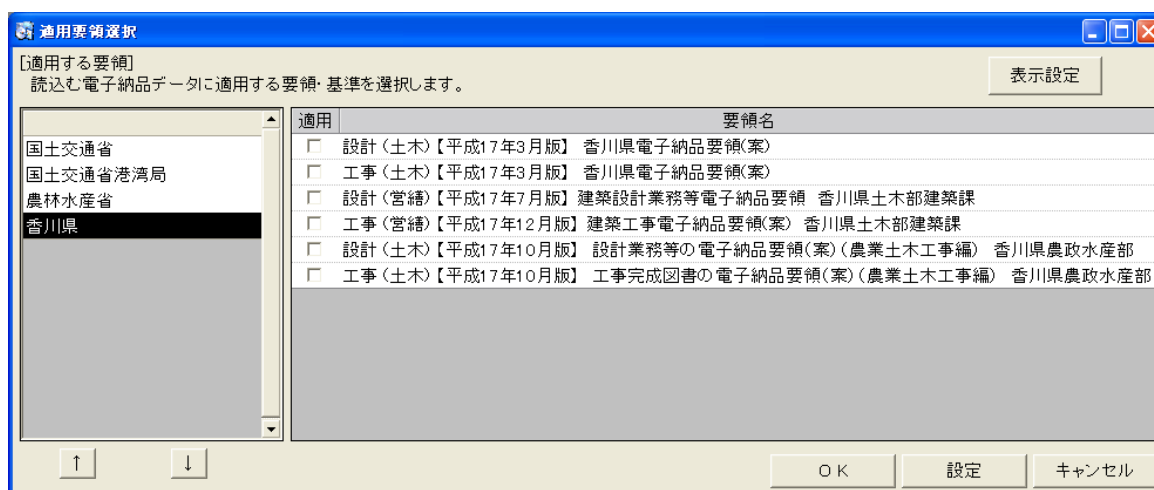 適用要領選択
[適用する要領]
読込む電子納品データに適用する要領・基準を選択します。
表示設定
国土交通省
国土交通省港湾局
農林水産省
香川県
適用 要領名
設計(土木)【平成17年3月版】 香川県電子納品要領(案)
工事(土木)【平成17年3月版】 香川県電子納品要領(案)
設計(営繕)【平成17年7月版】建築設計業務等電子納品要領 香川県土木部建築課
工事(営繕)【平成17年12月版】建築工事電子納品要領(案) 香川県土木部建築課
設計(土木)【平成17年10月版】 設計業務等の電子納品要領(案)(農業土木工事編) 香川県農政水産部
工事(土木)【平成17年10月版】 工事完成図書の電子納品要領(案)(農業土木工事編) 香川県農政水産部
↑ ↓
OK 設定 キャンセル